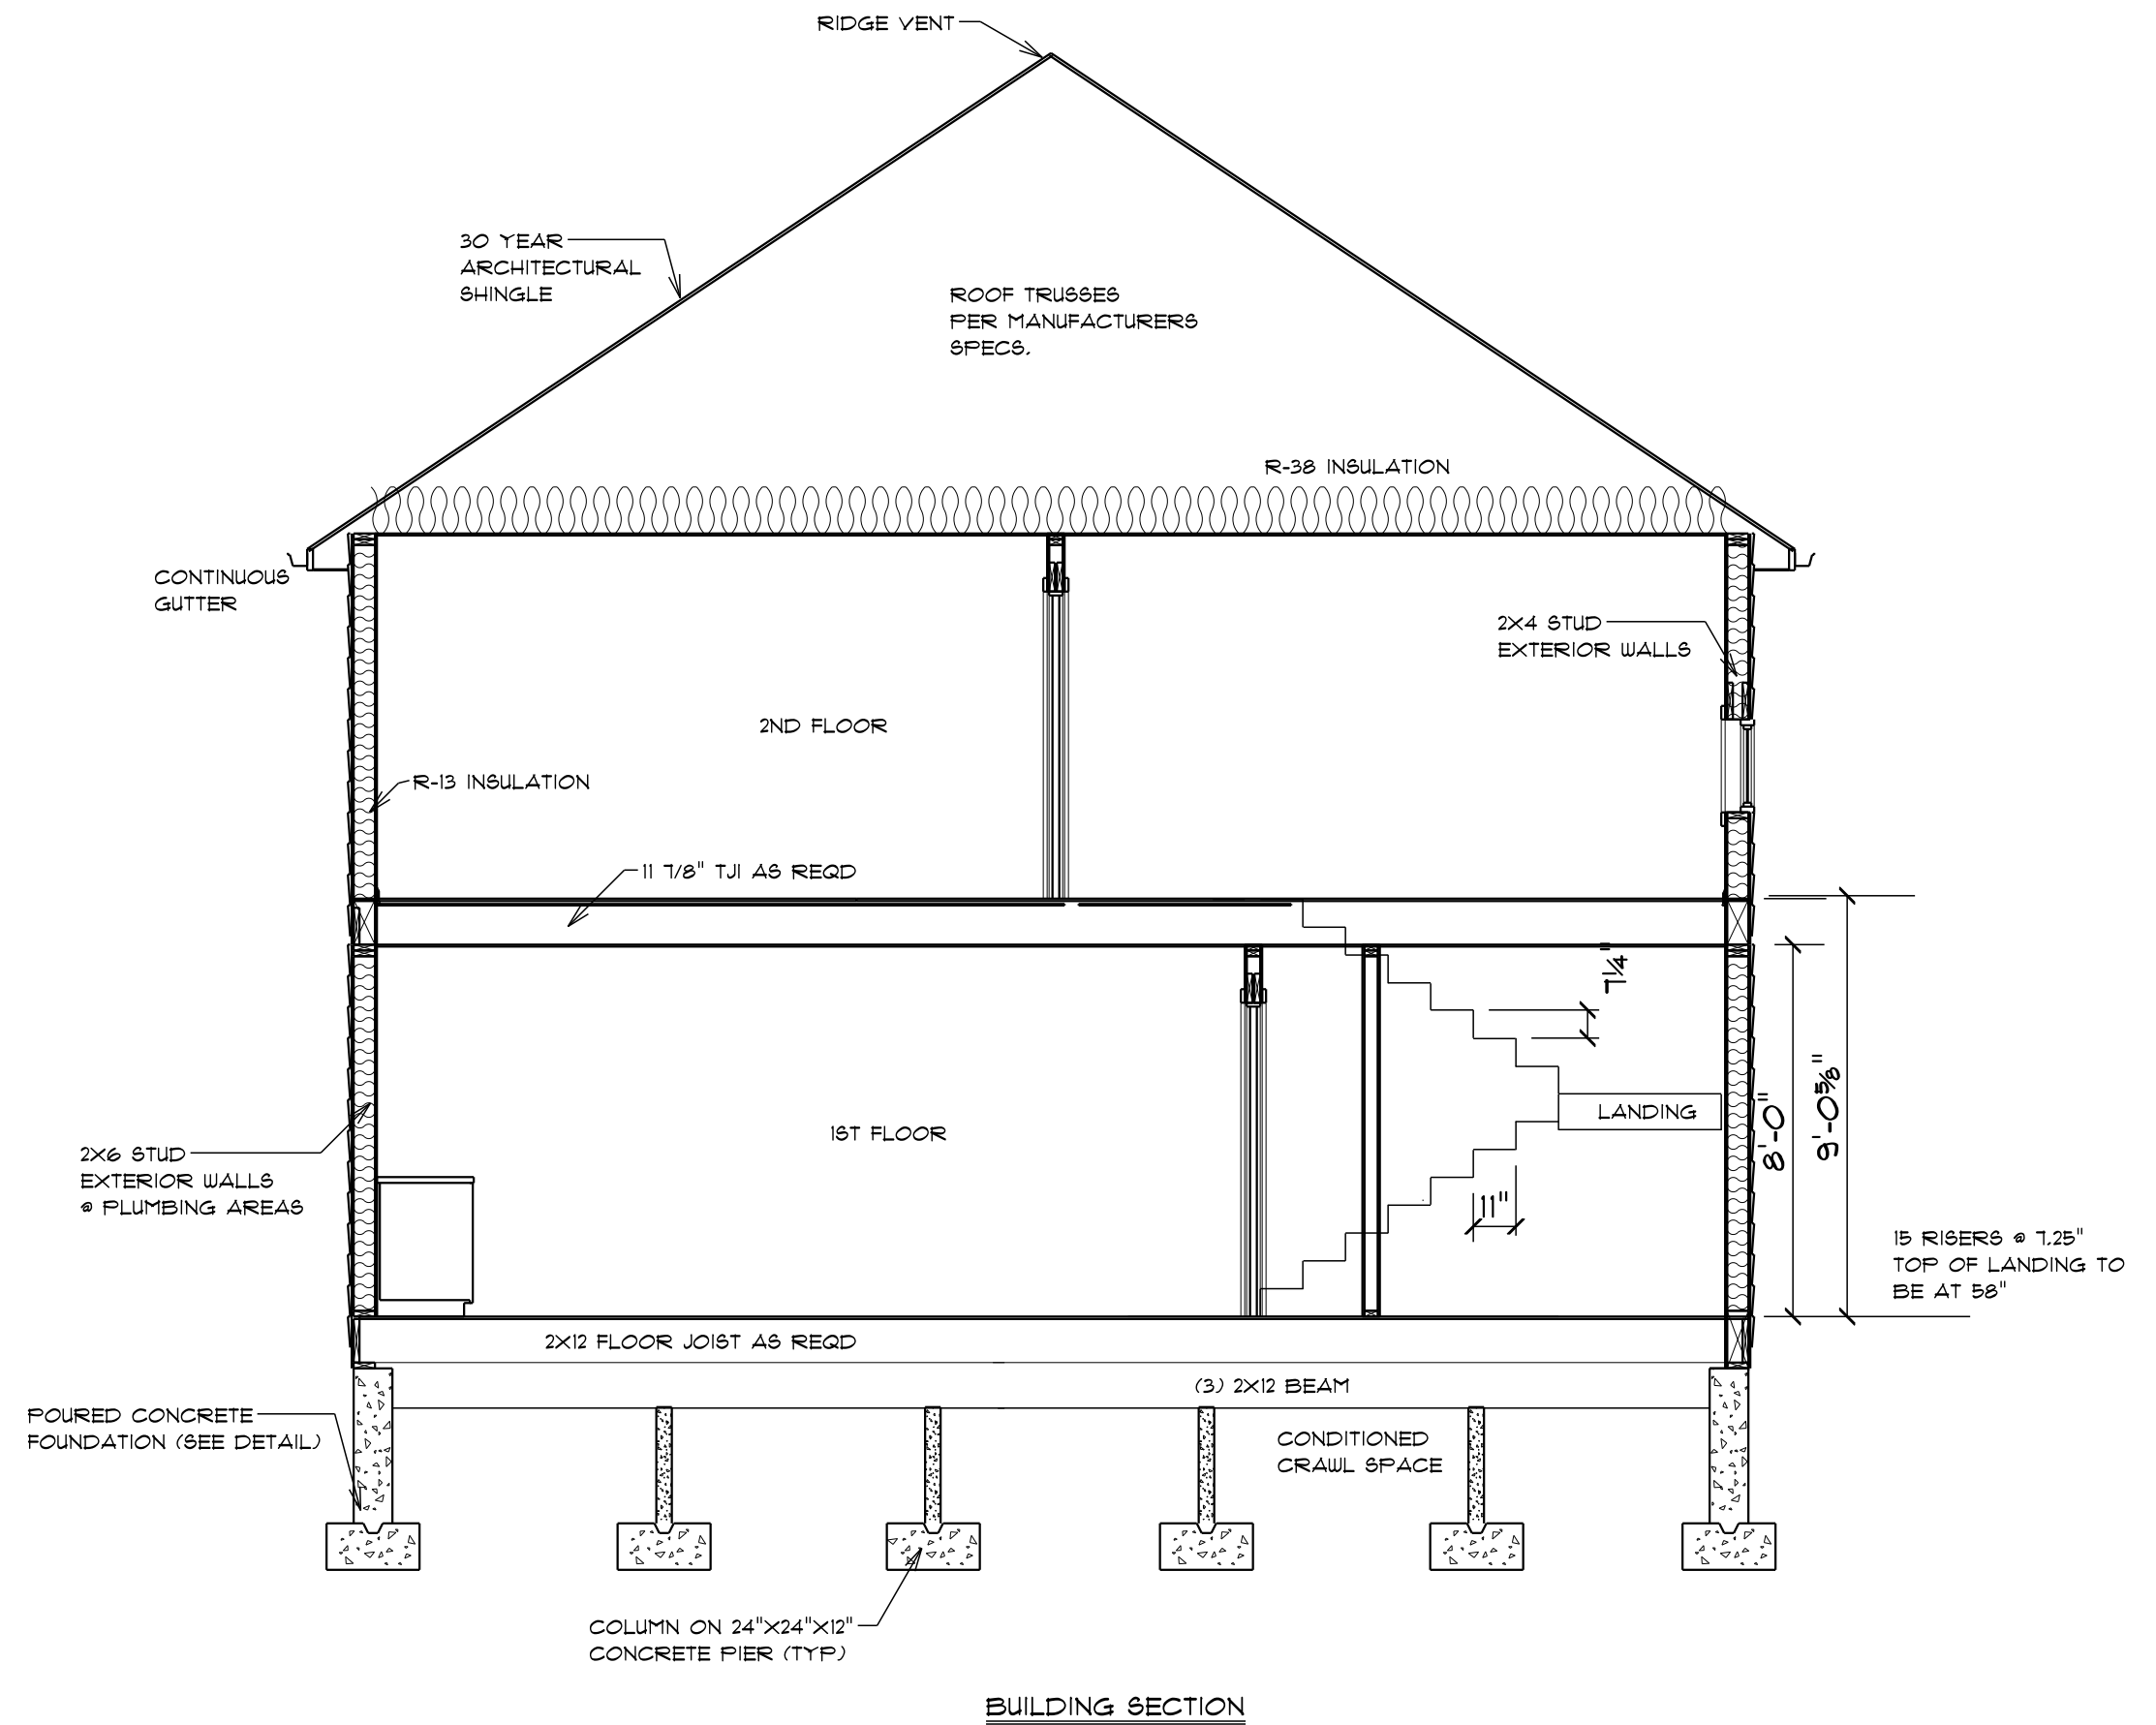 RIDGE VENT
30 YEAR
ARCHITECTURAL
SHINGLE
ROOF TRUSSES
PER MANUFACTURERS
SPECS.
R-38 INSULATION
CONTINUOUS
GUTTER
2X4 STUD
EXTERIOR WALLS
2ND FLOOR
R-13 INSULATION
11 7/8" TJI AS REQD
7 1/4"
LANDING
8'-0"
9'-0 5/8"
1ST FLOOR
2X6 STUD
EXTERIOR WALLS
@ PLUMBING AREAS
11"
15 RISERS @ 7.25"
TOP OF LANDING TO
BE AT 58"
2X12 FLOOR JOIST AS REQD
(3) 2X12 BEAM
POURED CONCRETE
FOUNDATION (SEE DETAIL)
CONDITIONED
CRAWL SPACE
COLUMN ON 24"X24"X12"
CONCRETE PIER (TYP)
BUILDING SECTION